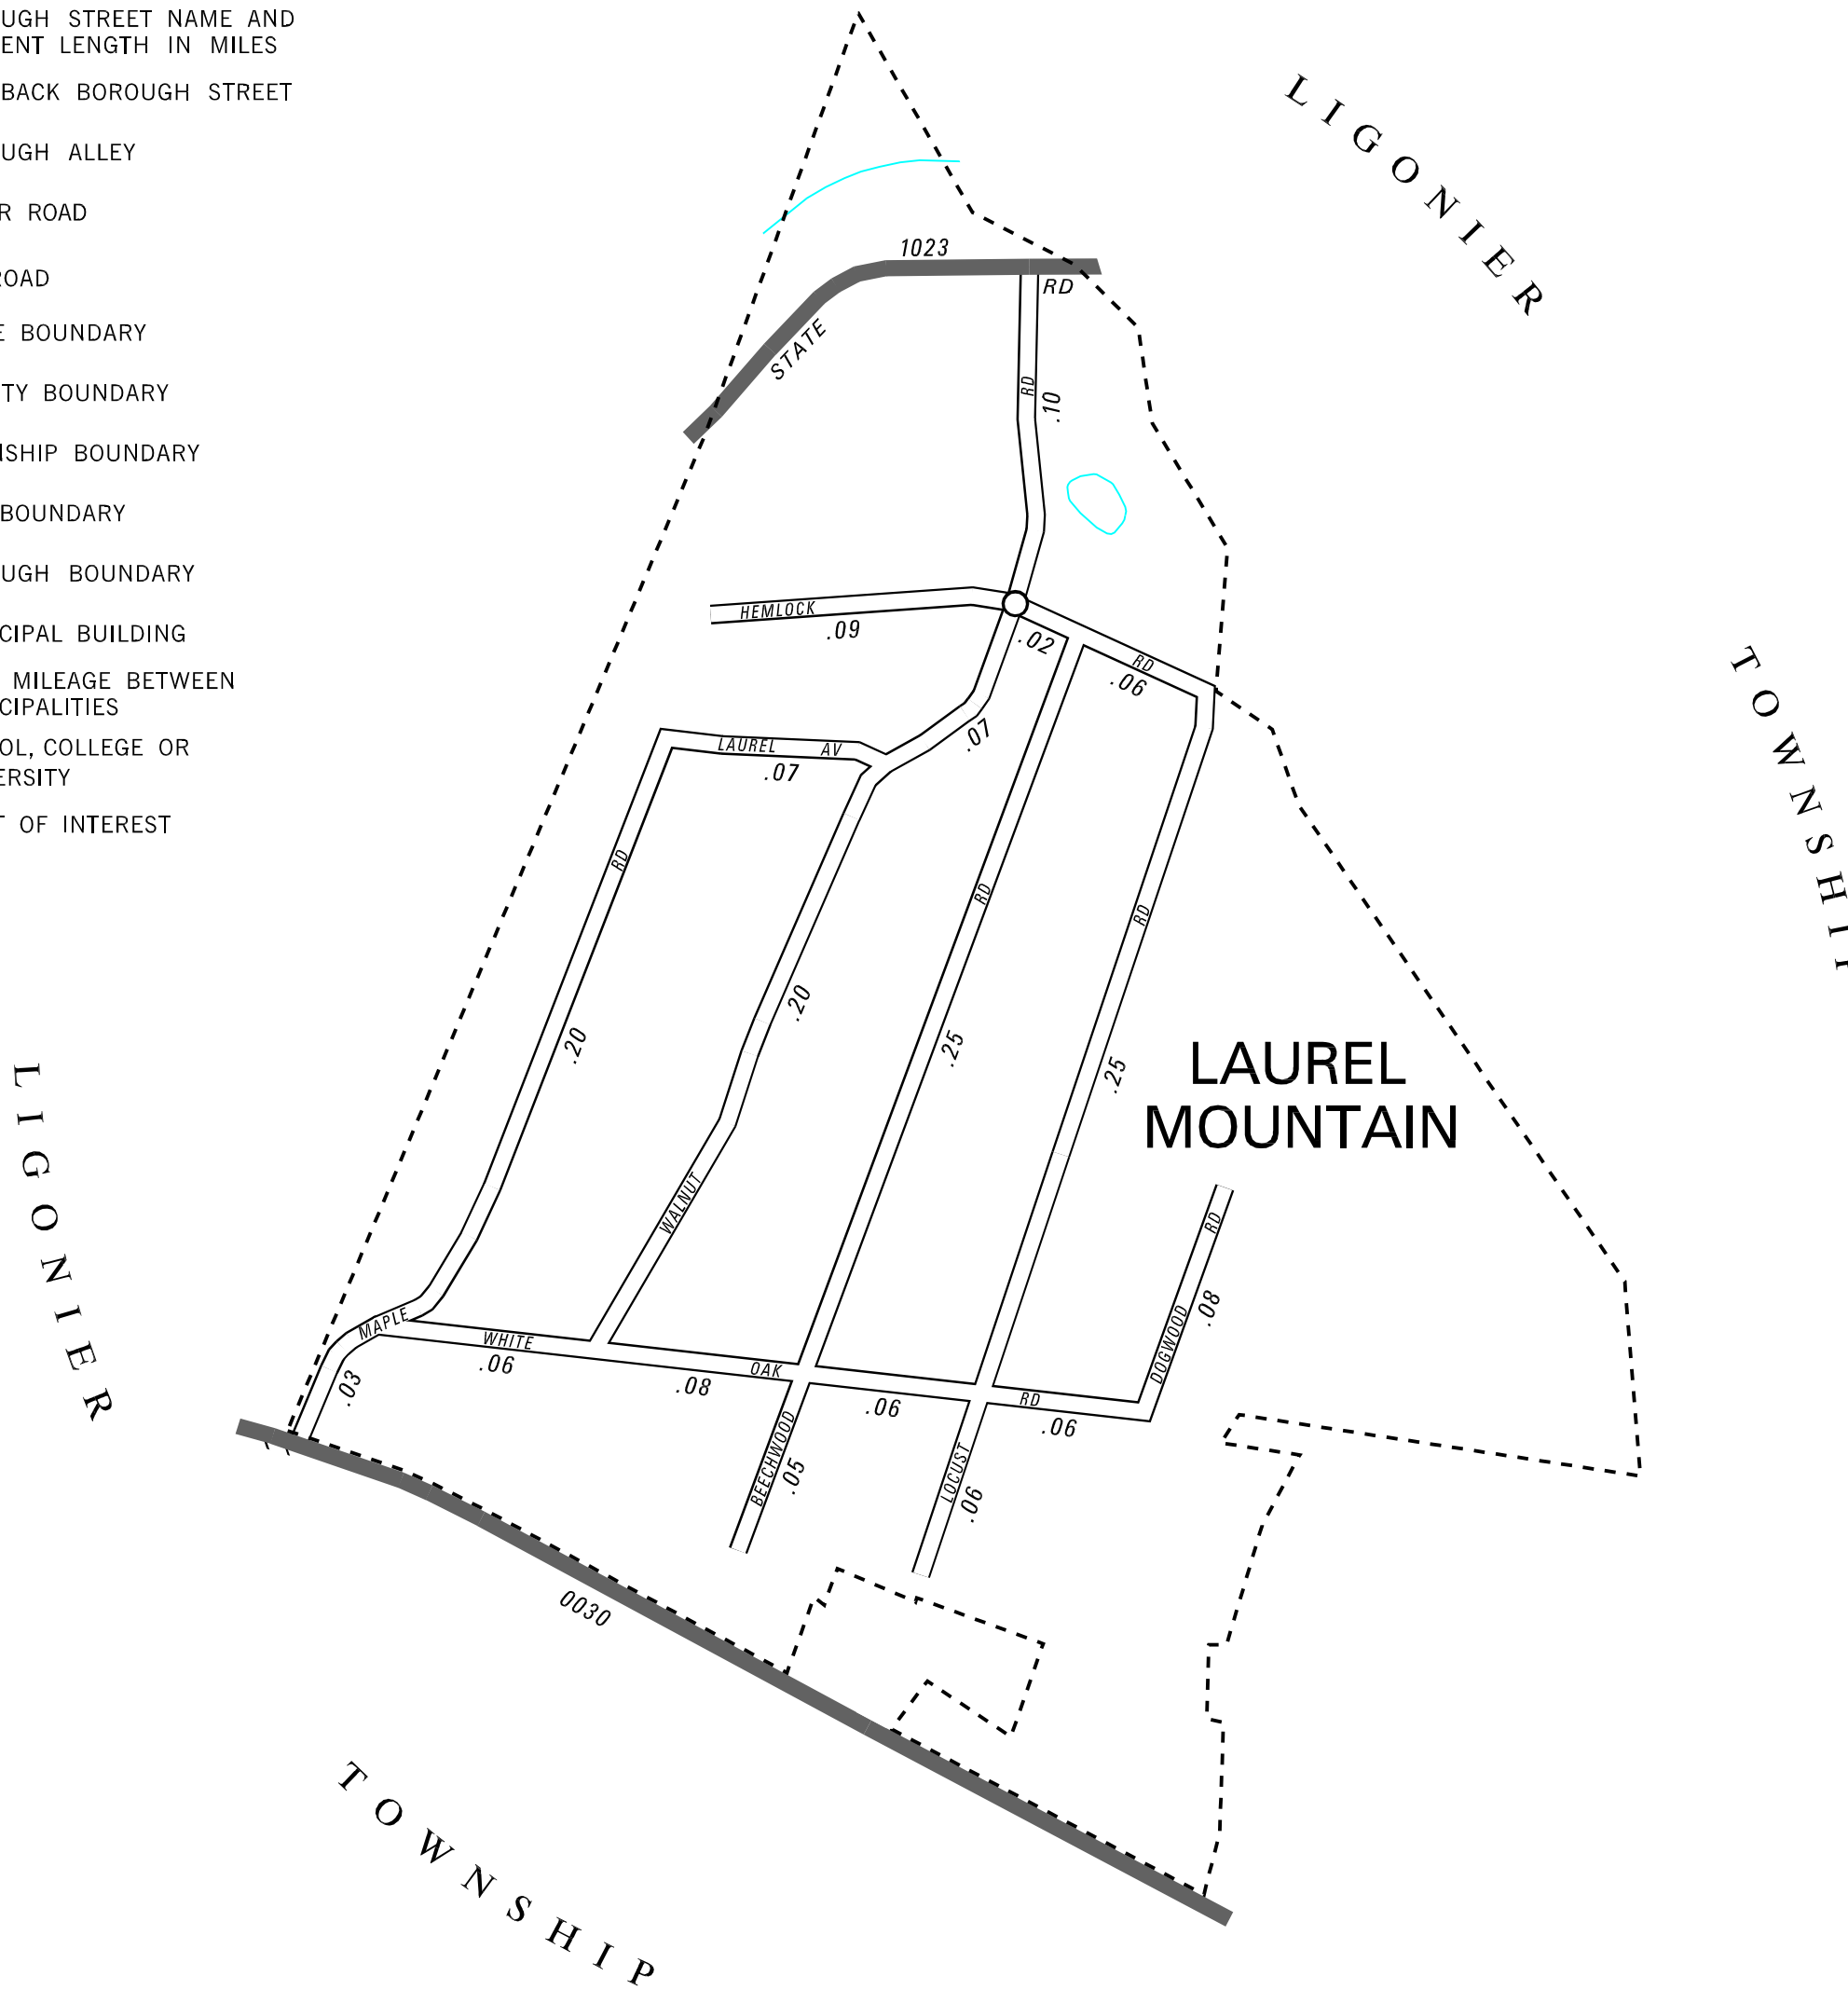 UGH STREET NAME AND
ENT LENGTH IN MILES
BACK BOROUGH STREET
UGH ALLEY
R ROAD
ROAD
E BOUNDARY
TY BOUNDARY
NSHIP BOUNDARY
BOUNDARY
UGH BOUNDARY
CIPAL BUILDING
MILEAGE BETWEEN
CIPALITIES
OL, COLLEGE OR
ERSITY
T OF INTEREST
LIGONIER
TOWNSHIP
1023
STATE
RD
RD
.10
HEMLOCK
.09
.02
RD
.06
.07
LAUREL AV
.07
RD
.20
.20
WALNUT
RD
.25
RD
.25
LAUREL
MOUNTAIN
RD
DOGWOOD
.08
MAPLE
.03
WHITE OAK RD
.06
.08
.06
.06
BEECHWOOD
.05
LOCUST
.06
0030
LIGONIER
TOWNSHIP